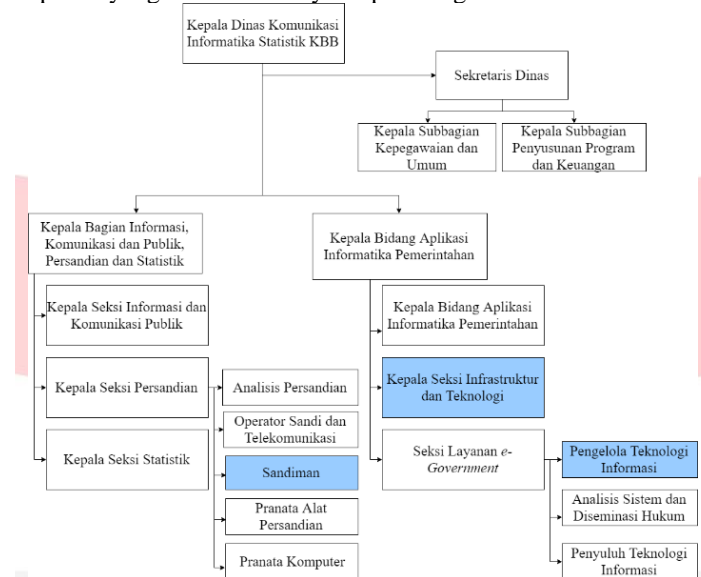 Kepala Dinas Komunikasi
Informatika Statistik KBB
Sekretaris Dinas
Kepala Subbagian
Kepegawaian dan
Umum
Kepala Subbagian
Penyusunan Program
dan Keuangan
Kepala Bagian Informasi,
Komunikasi dan Publik,
Persandian dan Statistik
Kepala Bidang Aplikasi
Informatika Pemerintahan
Kepala Seksi Informasi dan
Komunikasi Publik
Kepala Seksi Persandian
Kepala Seksi Statistik
Analisis Persandian
Operator Sandi dan
Telekomunikasi
Sandiman
Pranata Alat
Persandian
Pranata Komputer
Kepala Bidang Aplikasi
Informatika Pemerintahan
Kepala Seksi Infrastruktur
dan Teknologi
Seksi Layanan e-
Government
Pengelola Teknologi
Informasi
Analisis Sistem dan
Diseminasi Hukum
Penyuluh Teknologi
Informasi